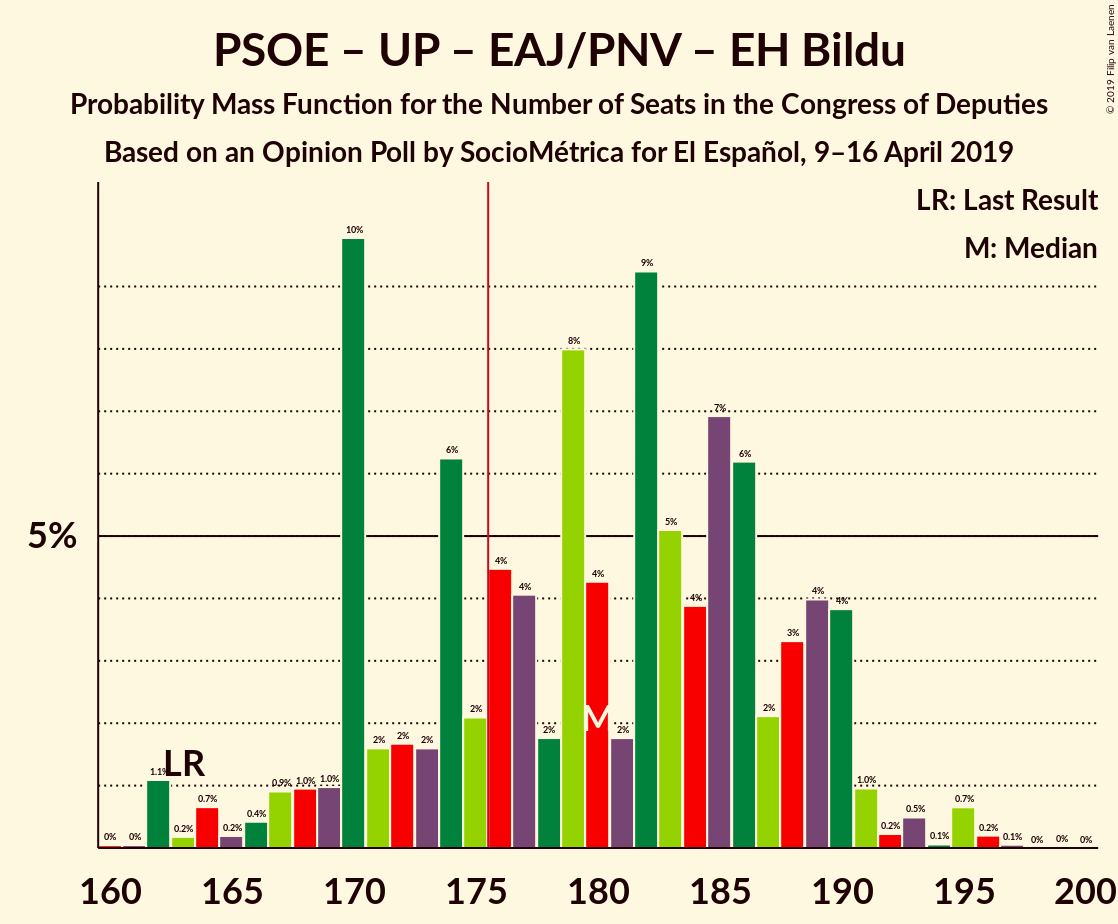 PSOE – UP – EAJ/PNV – EH Bildu
Probability Mass Function for the Number of Seats in the Congress of Deputies
Based on an Opinion Poll by SocioMétrica for El Español, 9–16 April 2019
© 2019 Filip van Laenen
LR: Last Result
M: Median
5%
0% 0% 1.1% 0.2% 0.7% 0.2% 0.4% 0.9% 1.0% 1.0% 10% 2% 2% 2% 6% 2% 4% 4% 2% 8% 4% 2% 9% 5% 4% 7% 6% 2% 3% 4% 4% 1.0% 0.2% 0.5% 0.1% 0.7% 0.2% 0.1% 0% 0% 0%
LR
M
160 165 170 175 180 185 190 195 200